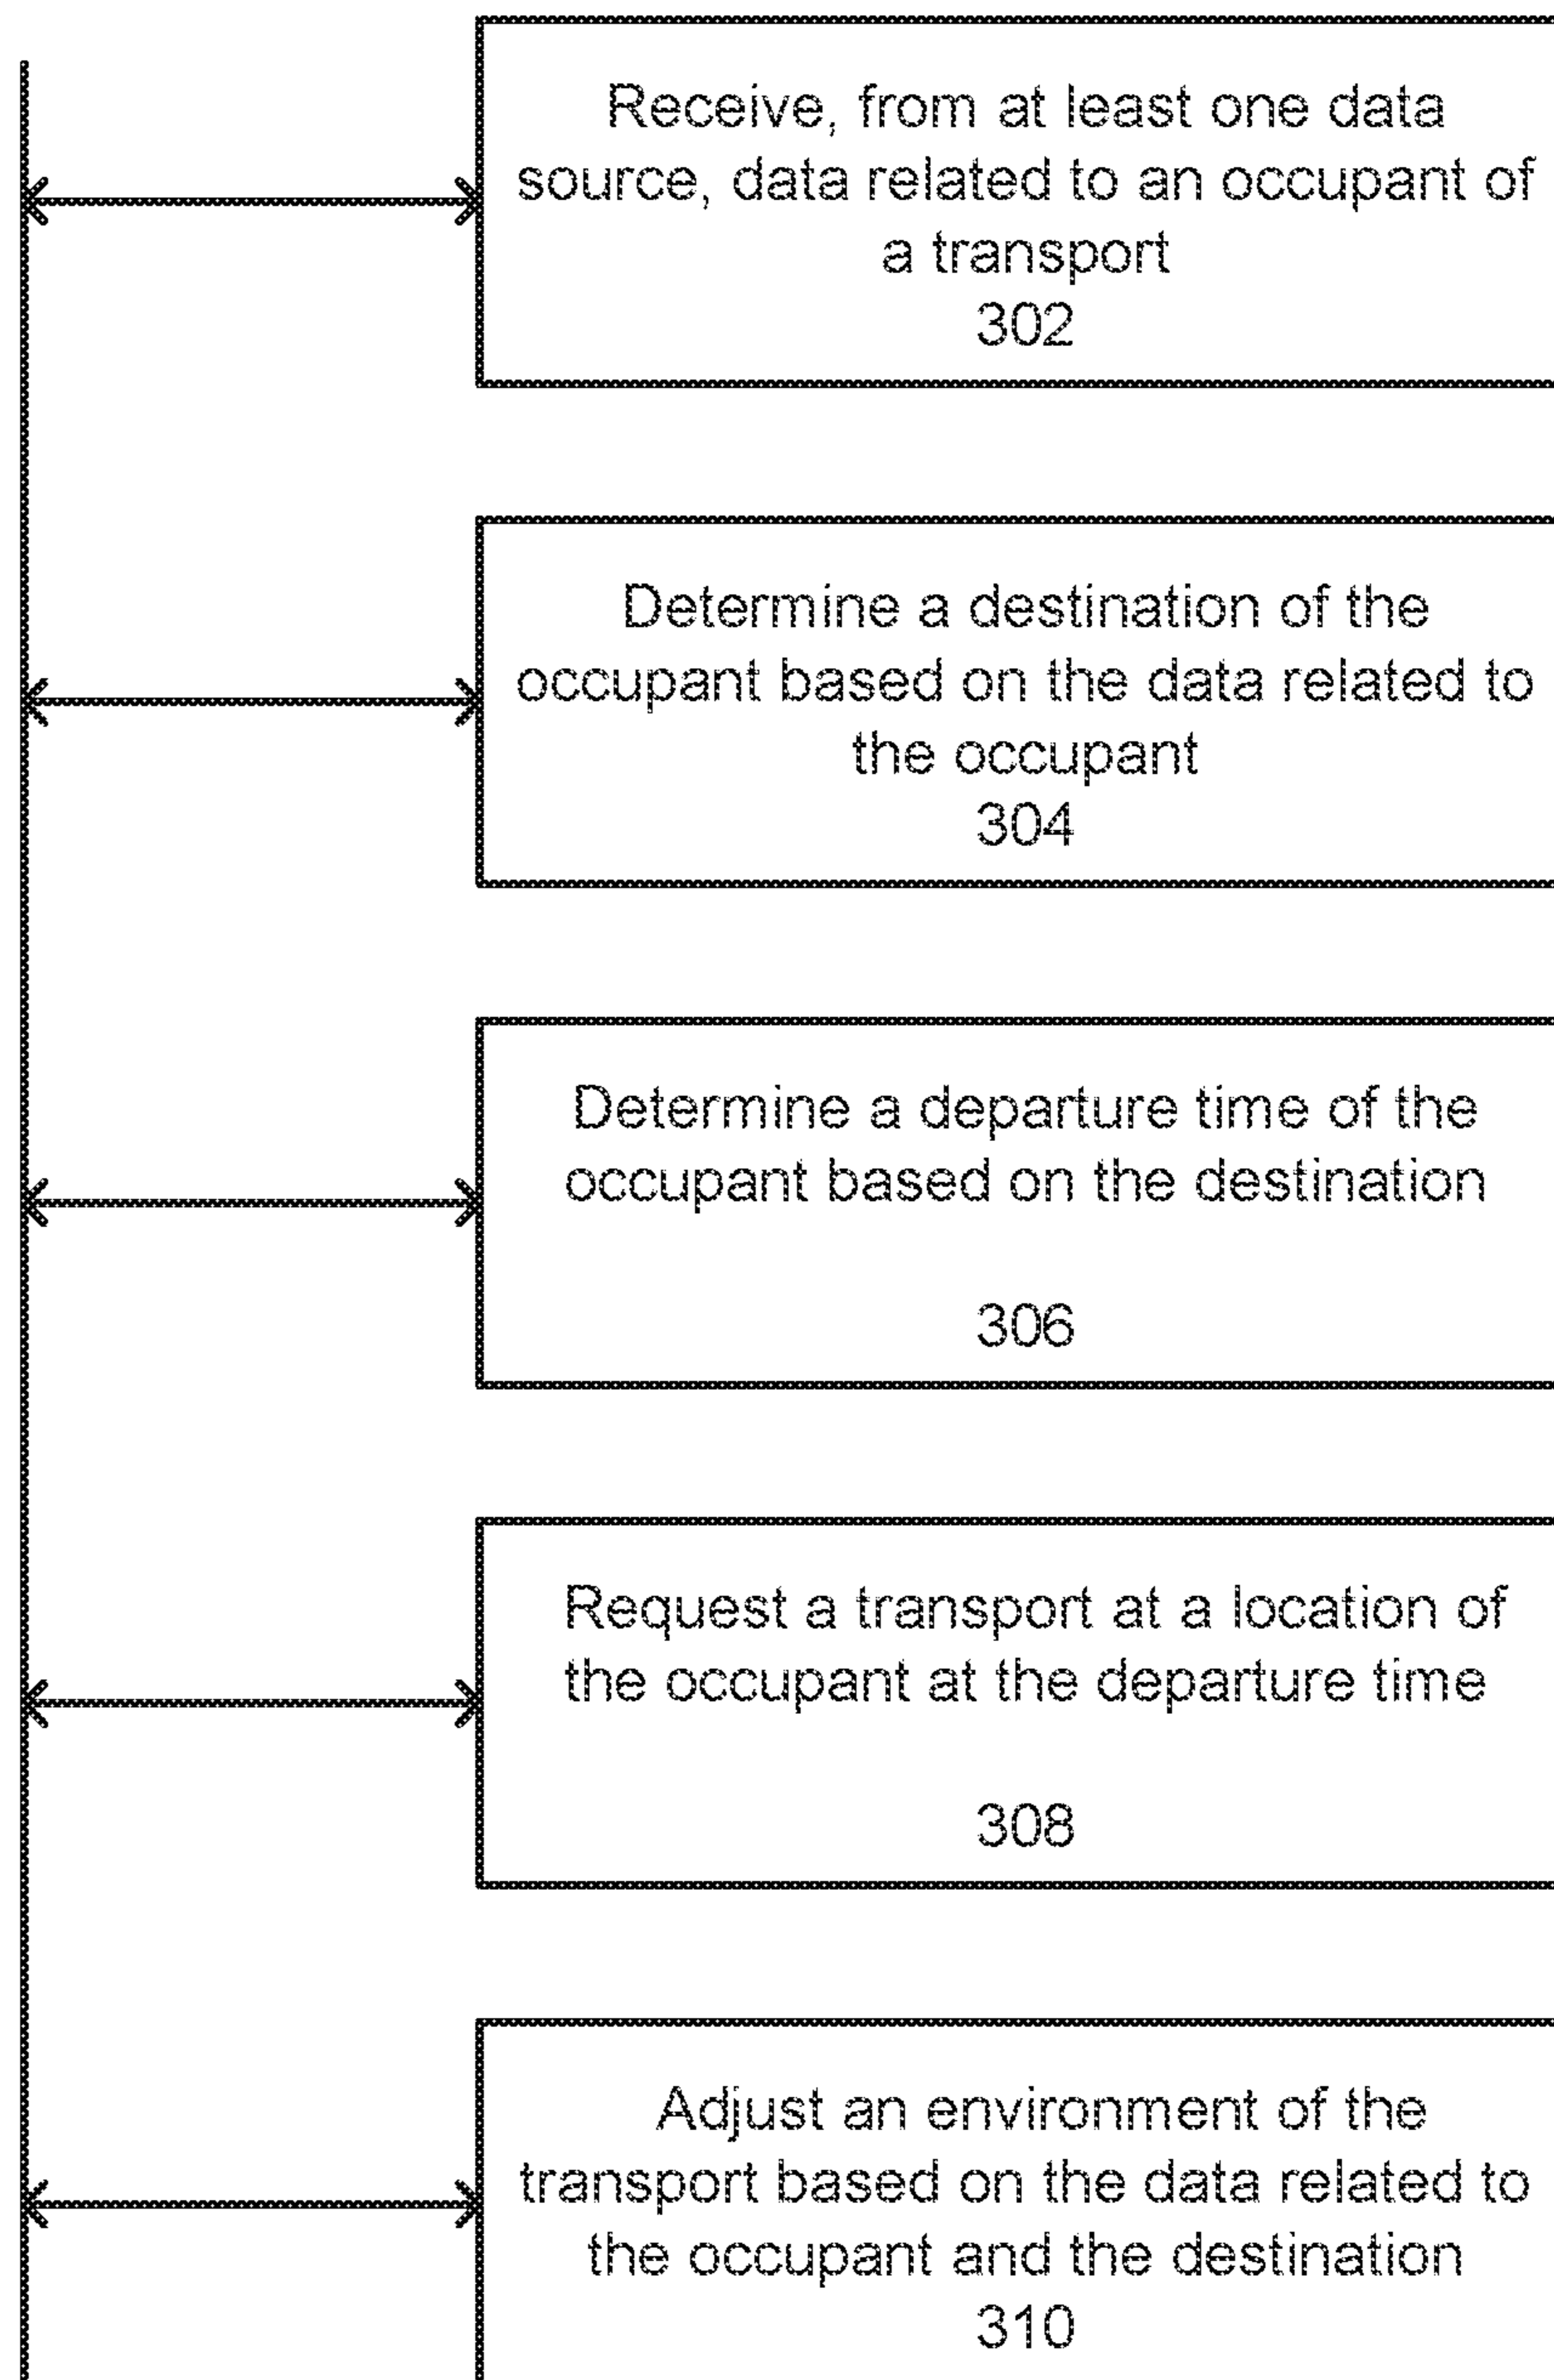 Receive, from at least one data
source, data related to an occupant of
a transport
302
Determine a destination of the
occupant based on the data related to
the occupant
304
Determine a departure time of the
occupant based on the destination
306
Request a transport at a location of
the occupant at the departure time
308
Adjust an environment of the
transport based on the data related to
the occupant and the destination
310